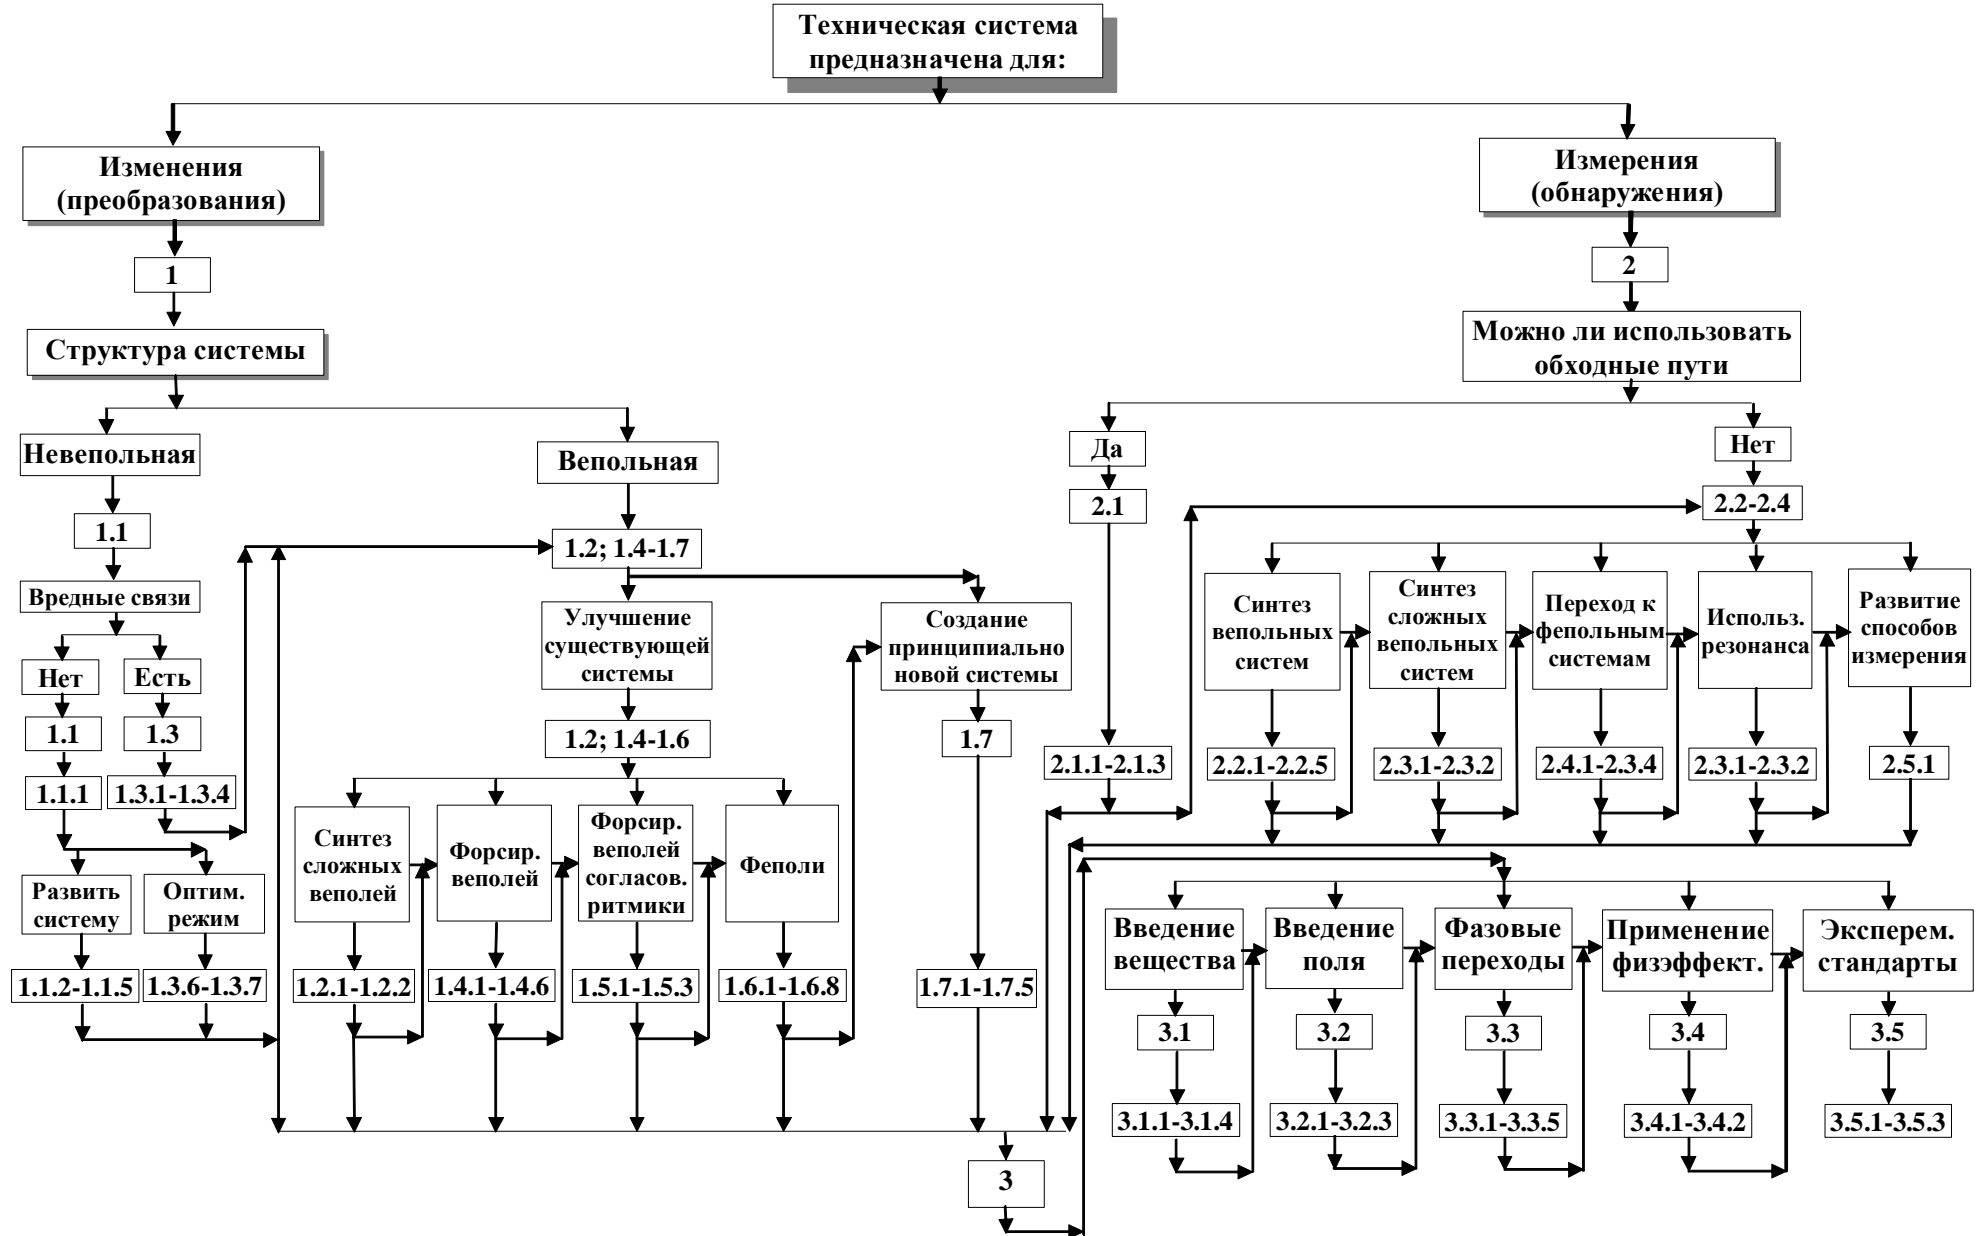 Техническая система
предназначена для:
Изменения
(преобразования)
1
Структура системы
Невепольная
1.1
Вредные связи
Нет
1.1
1.1.1
Есть
1.3
1.3.1-1.3.4
Развить
систему
1.1.2-1.1.5
Оптим.
режим
1.3.6-1.3.7
Вепольная
1.2; 1.4-1.7
Улучшение
существующей
системы
1.2; 1.4-1.6
Синтез
сложных
веполей
1.2.1-1.2.2
Форсир.
веполей
1.4.1-1.4.6
Форсир.
веполей
согласов.
ритмики
1.5.1-1.5.3
Феполи
1.6.1-1.6.8
Создание
принципиально
новой системы
1.7
1.7.1-1.7.5
Измерения
(обнаружения)
2
Можно ли использовать
обходные пути
Да
2.1
2.1.1-2.1.3
Нет
2.2-2.4
Синтез
вепольных
систем
2.2.1-2.2.5
Синтез
сложных
вепольных
систем
2.3.1-2.3.2
Переход к
фепольным
системам
2.4.1-2.3.4
Использ.
резонанса
2.3.1-2.3.2
Развитие
способов
измерения
2.5.1
3
Введение
вещества
3.1
3.1.1-3.1.4
Введение
поля
3.2
3.2.1-3.2.3
Фазовые
переходы
3.3
3.3.1-3.3.5
Применение
физэффект.
3.4
3.4.1-3.4.2
Эксперем.
стандарты
3.5
3.5.1-3.5.3